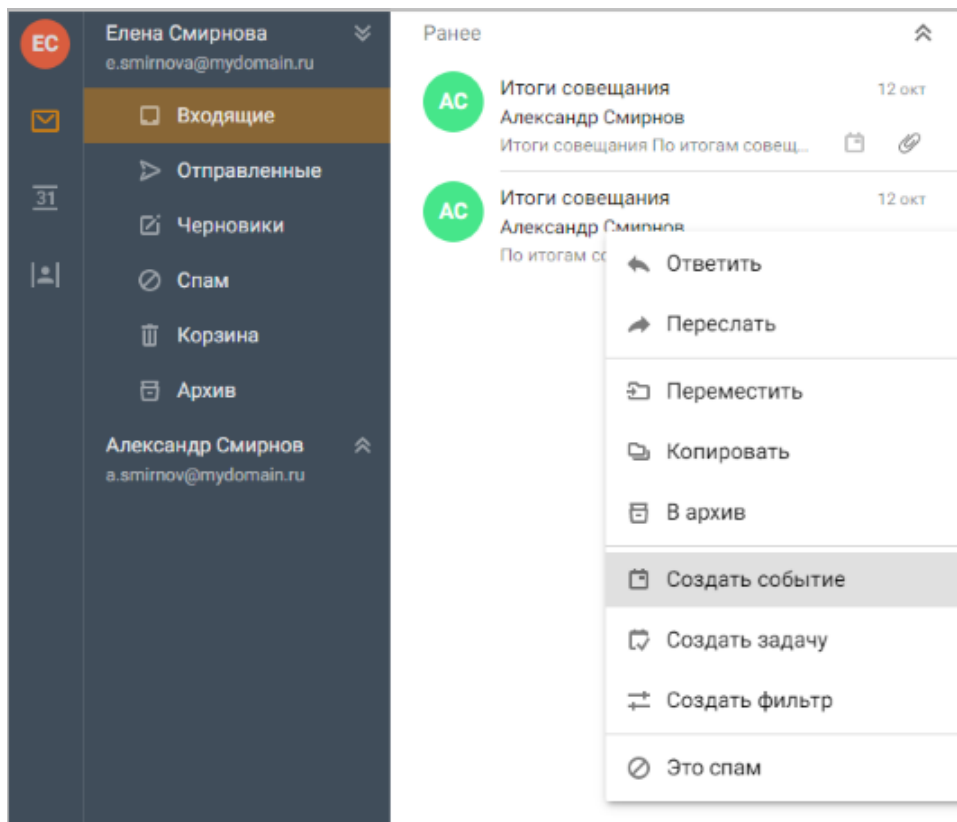 ЕС
Елена Смирнова
e.smirnova@mydomain.ru
Входящие
Отправленные
31
Черновики
Спам
Корзина
Архив
Александр Смирнов
a.smirnov@mydomain.ru
Ранее
АС
Итоги совещания
12 окт
Александр Смирнов
Итоги совещания По итогам совещ...
АС
Итоги совещания
12 окт
Александр Смирнов
По итогам со
Ответить
Переслать
Переместить
Копировать
В архив
Создать событие
Создать задачу
Создать фильтр
Это спам